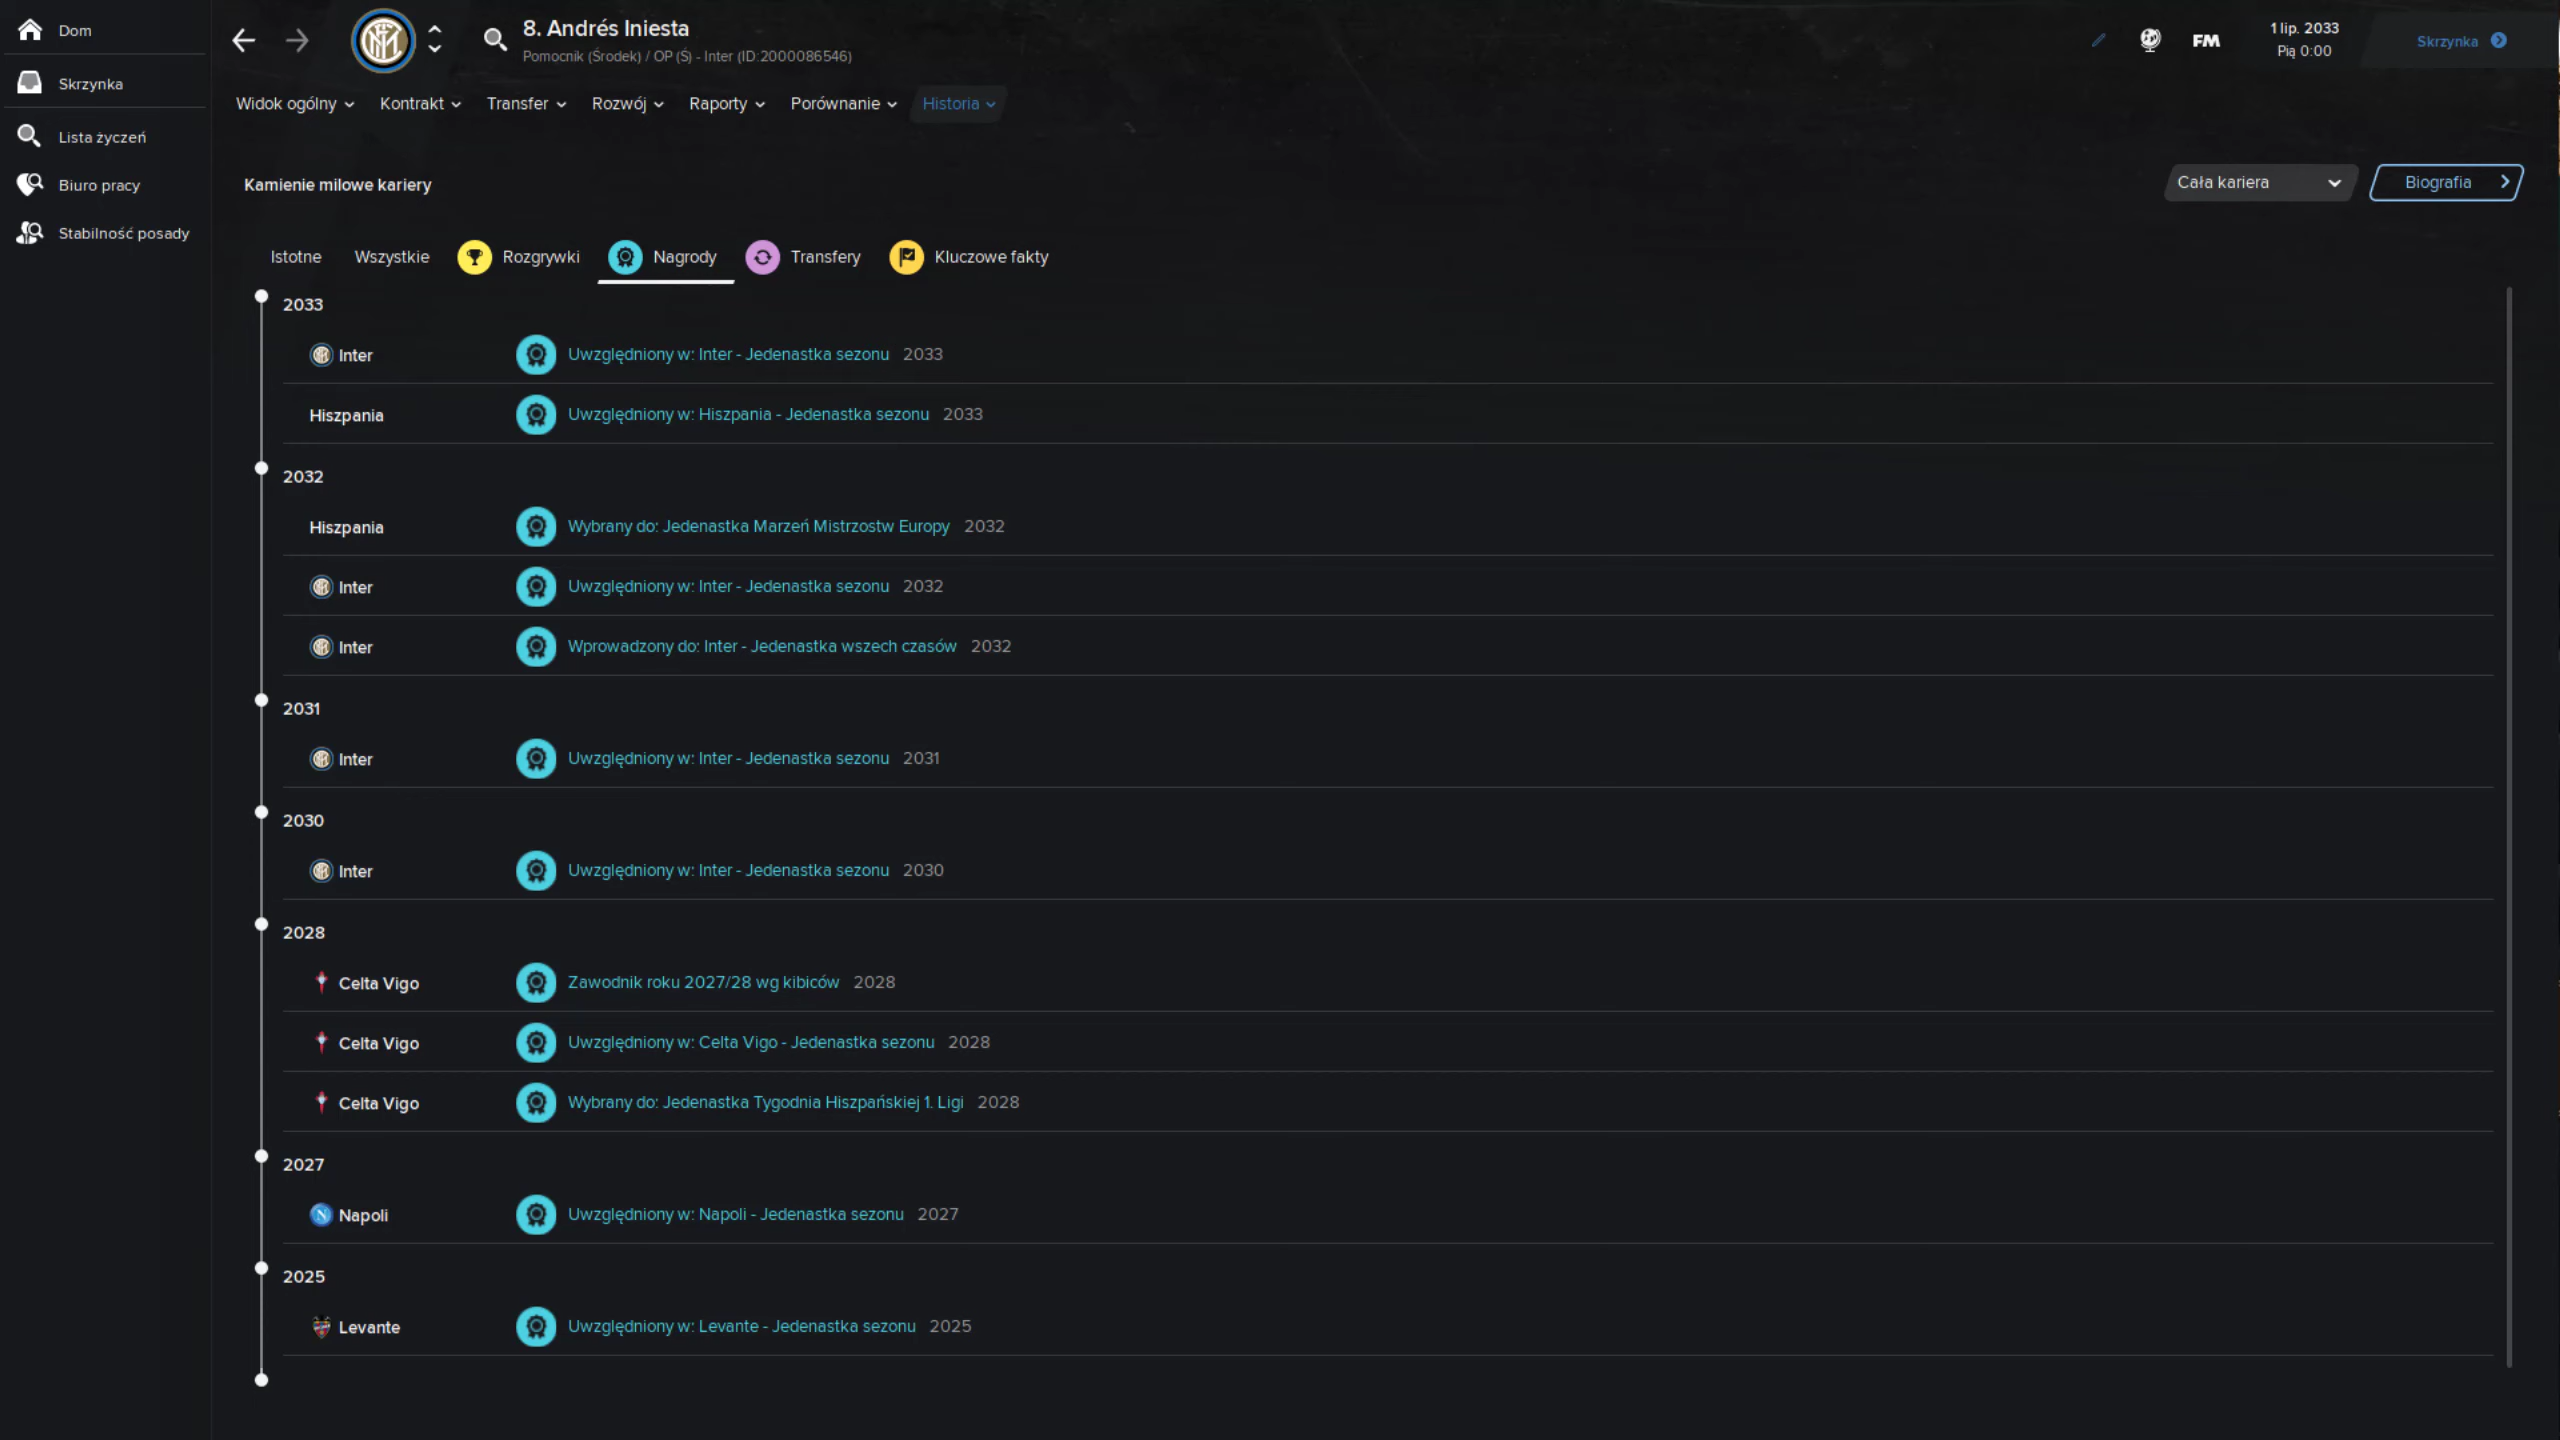 Dom
Skrzynka
Lista życzeń
Biuro pracy
Stabilność posady
8. Andrés Iniesta
Pomocnik (Środek) / OP (Ś) - Inter (ID:2000086546)
FM
1 lip. 2033
Pią 0:00
Skrzynka
Widok ogólny Kontrakt Transfer Rozwój Raporty Porównanie Historia
Kamienie milowe kariery
Cała kariera
Biografia
Istotne Wszystkie Rozgrywki Nagrody Transfery Kluczowe fakty
2033
Inter Uwzględniony w: Inter - Jedenastka sezonu 2033
Hiszpania Uwzględniony w: Hiszpania - Jedenastka sezonu 2033
2032
Hiszpania Wybrany do: Jedenastka Marzeń Mistrzostw Europy 2032
Inter Uwzględniony w: Inter - Jedenastka sezonu 2032
Inter Wprowadzony do: Inter - Jedenastka wszech czasów 2032
2031
Inter Uwzględniony w: Inter - Jedenastka sezonu 2031
2030
Inter Uwzględniony w: Inter - Jedenastka sezonu 2030
2028
Celta Vigo Zawodnik roku 2027/28 wg kibiców 2028
Celta Vigo Uwzględniony w: Celta Vigo - Jedenastka sezonu 2028
Celta Vigo Wybrany do: Jedenastka Tygodnia Hiszpańskiej 1. Ligi 2028
2027
Napoli Uwzględniony w: Napoli - Jedenastka sezonu 2027
2025
Levante Uwzględniony w: Levante - Jedenastka sezonu 2025